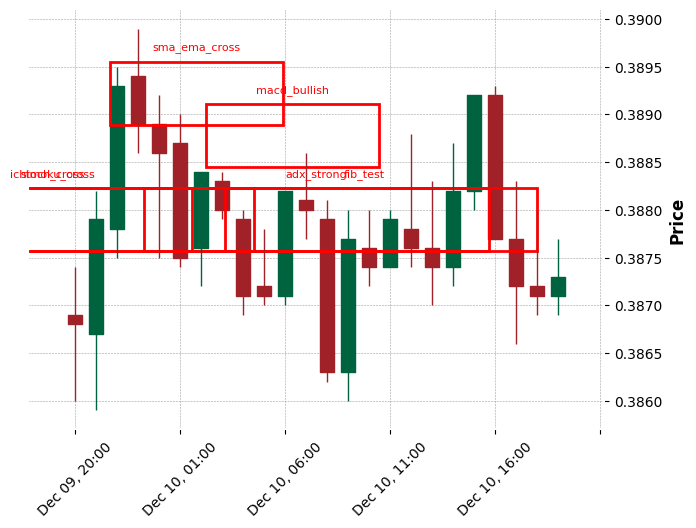 0.3900
sma_ema_cross
0.3895
macd_bullish
0.3890
0.3885
stoch_cross
adx_strong
fib_test
0.3880
Price
0.3875
0.3870
0.3865
0.3860
Dec 09, 20:00
Dec 10, 01:00
Dec 10, 06:00
Dec 10, 11:00
Dec 10, 16:00